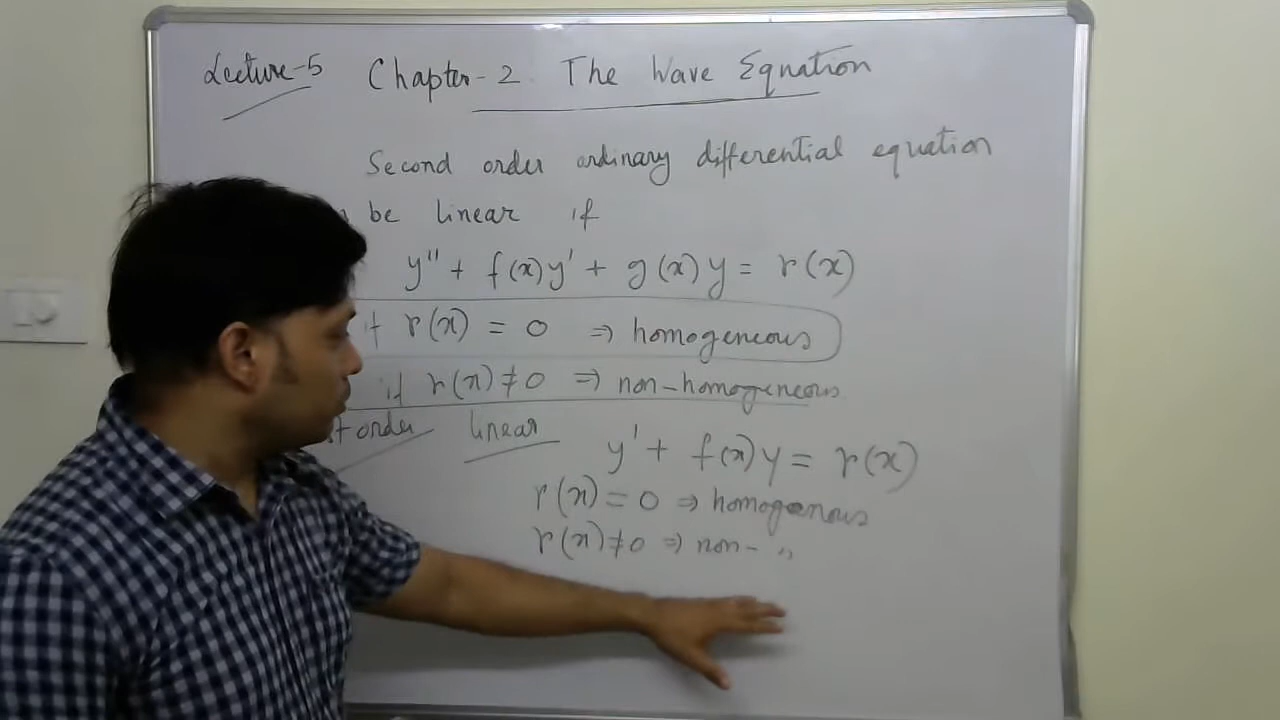 Lecture-5 Chapter-2 The Wave Equation
Second order ordinary differential equation
be linear if
y'' + f(x)y' + g(x)y = r(x)
if r(x) = 0 ⇒ homogeneous
if r(x) ≠ 0 ⇒ non-homogeneous
order linear y' + f(x)y = r(x)
r(x) = 0 ⇒ homogeneous
r(x) ≠ 0 ⇒ non- "